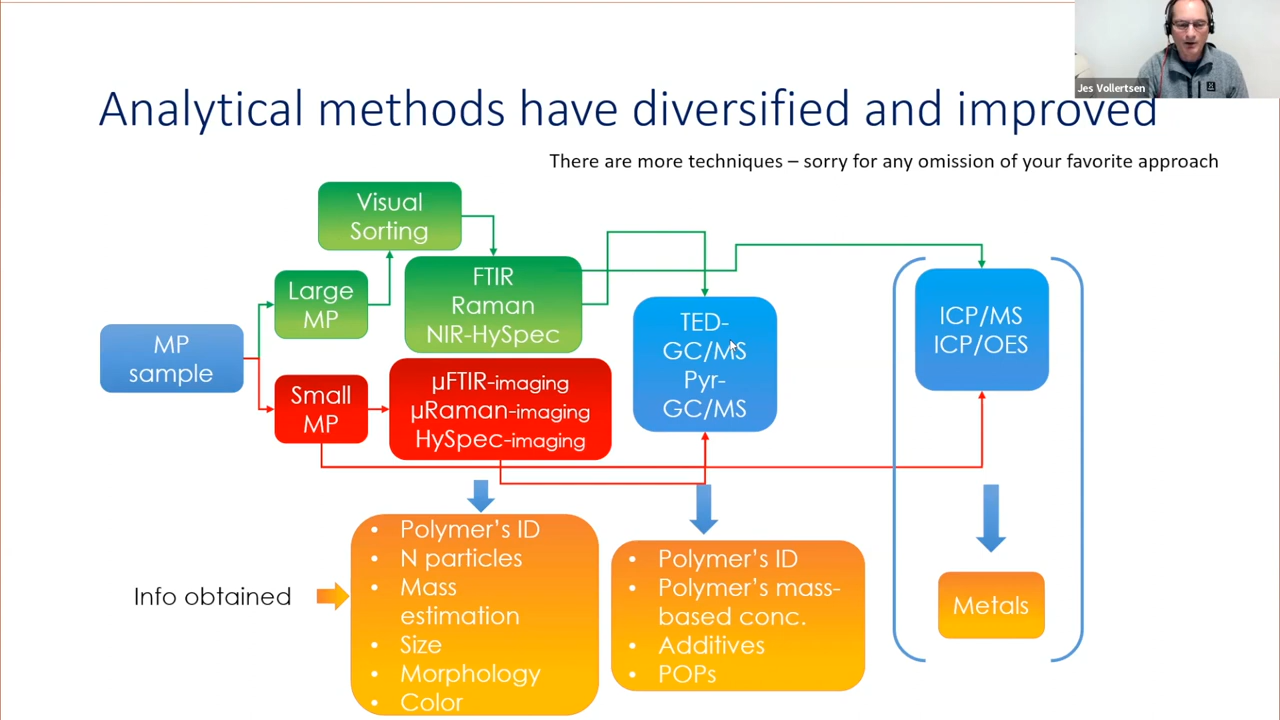 Jes Vollertsen
Analytical methods have diversified and improved
There are more techniques – sorry for any omission of your favorite approach
Visual
Sorting
Large
MP
FTIR
Raman
NIR-HySpec
MP
sample
Small
MP
µFTIR-imaging
µRaman-imaging
HySpec-imaging
TED-
GC/MS
Pyr-
GC/MS
ICP/MS
ICP/OES
Info obtained
• Polymer’s ID
• N particles
• Mass
estimation
• Size
• Morphology
• Color
• Polymer’s ID
• Polymer’s mass-
based conc.
• Additives
• POPs
Metals